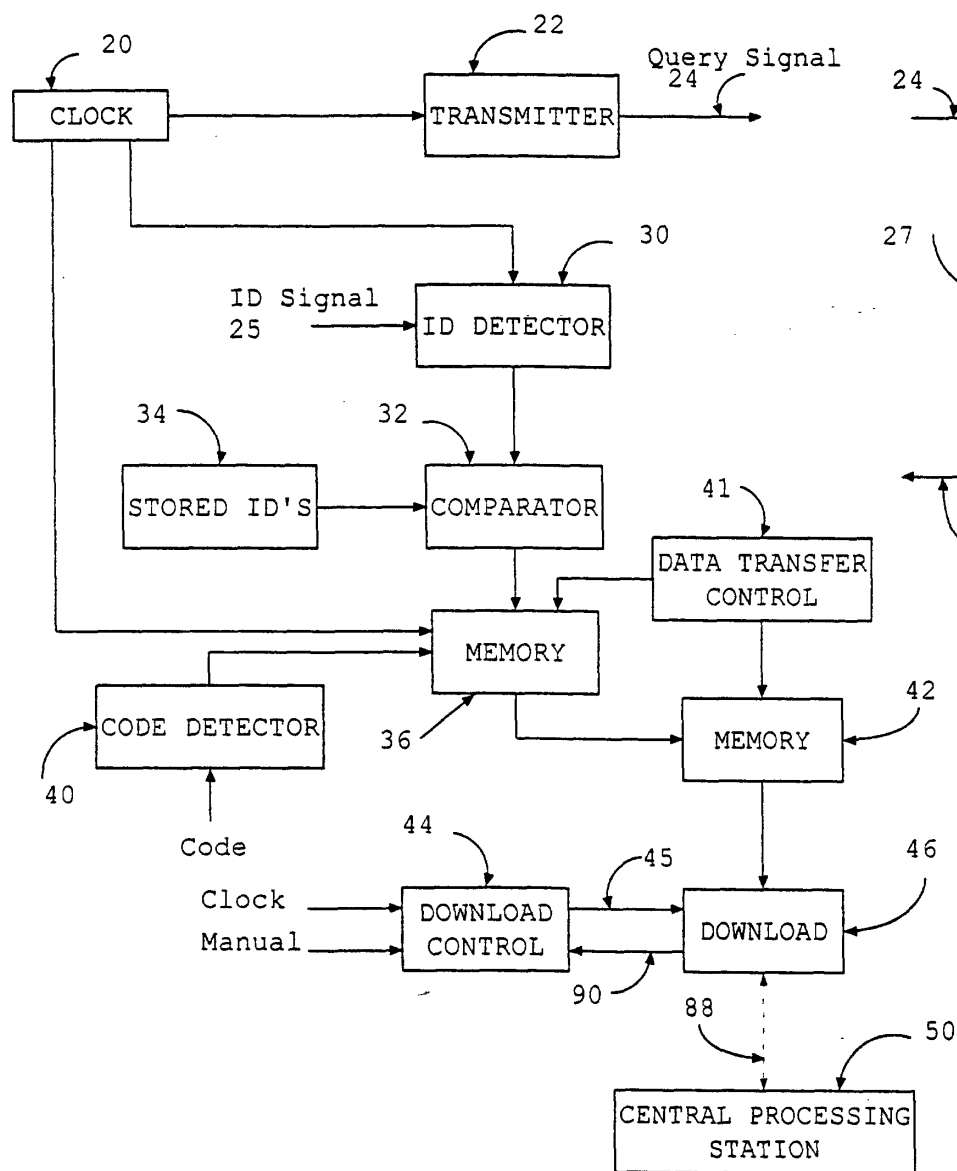 20
22
Query Signal
24
24
CLOCK
TRANSMITTER
30
27
ID Signal
25
ID DETECTOR
34
32
41
STORED ID'S
COMPARATOR
DATA TRANSFER
CONTROL
MEMORY
36
42
CODE DETECTOR
MEMORY
40
Code
44
45
46
Clock
Manual
DOWNLOAD
CONTROL
DOWNLOAD
90
88
50
CENTRAL PROCESSING
STATION